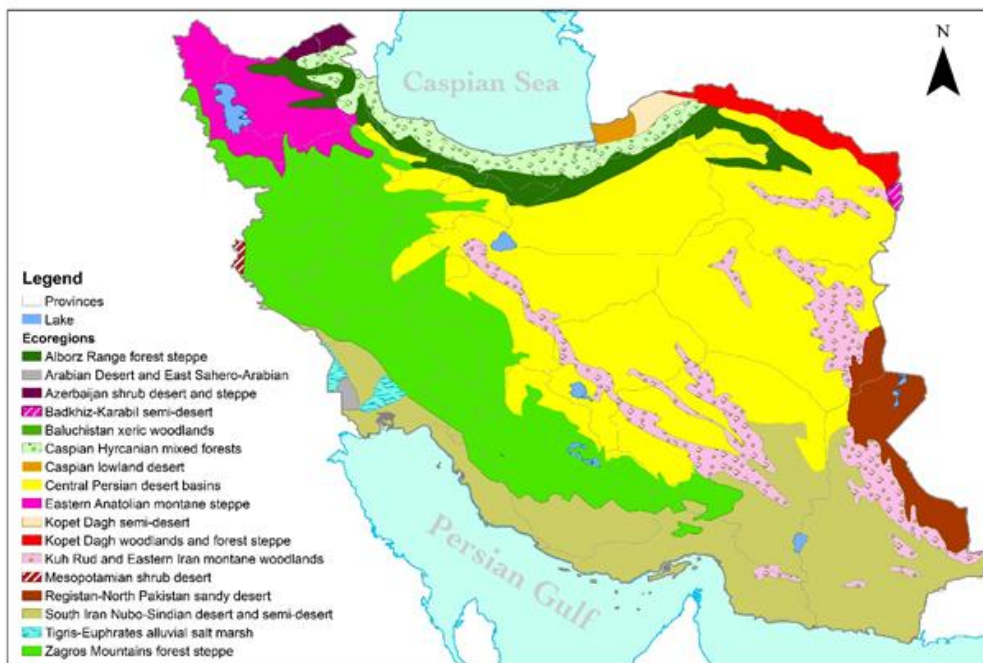 N
Caspian Sea
Legend
Provinces
Lake
Ecoregions
Alborz Range forest steppe
Arabian Desert and East Sahero-Arabian
Azerbaijan shrub desert and steppe
Badkhiz-Karabil semi-desert
Baluchistan xeric woodlands
Caspian Hyrcanian mixed forests
Caspian lowland desert
Central Persian desert basins
Eastern Anatolian montane steppe
Kopet Dagh semi-desert
Kopet Dagh woodlands and forest steppe
Kuh Rud and Eastern Iran montane woodlands
Mesopotamian shrub desert
Registan-North Pakistan sandy desert
South Iran Nubo-Sindian desert and semi-desert
Tigris-Euphrates alluvial salt marsh
Zagros Mountains forest steppe
Persian Gulf